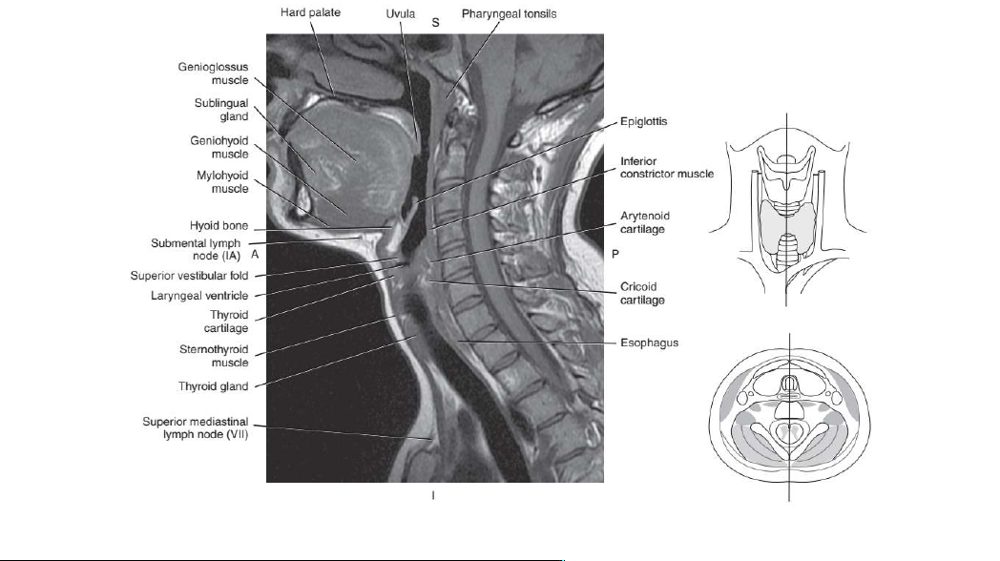 Hard palate
Uvula
S
Pharyngeal tonsils
Genioglossus
muscle
Sublingual
gland
Geniohyoid
muscle
Mylohyoid
muscle
Hyoid bone
Submental lymph
node (IA)
A
Superior vestibular fold
Laryngeal ventricle
Thyroid
cartilage
Sternothyroid
muscle
Thyroid gland
Superior mediastinal
lymph node (VII)
Epiglottis
Inferior
constrictor muscle
Arytenoid
cartilage
P
Cricoid
cartilage
Esophagus
I